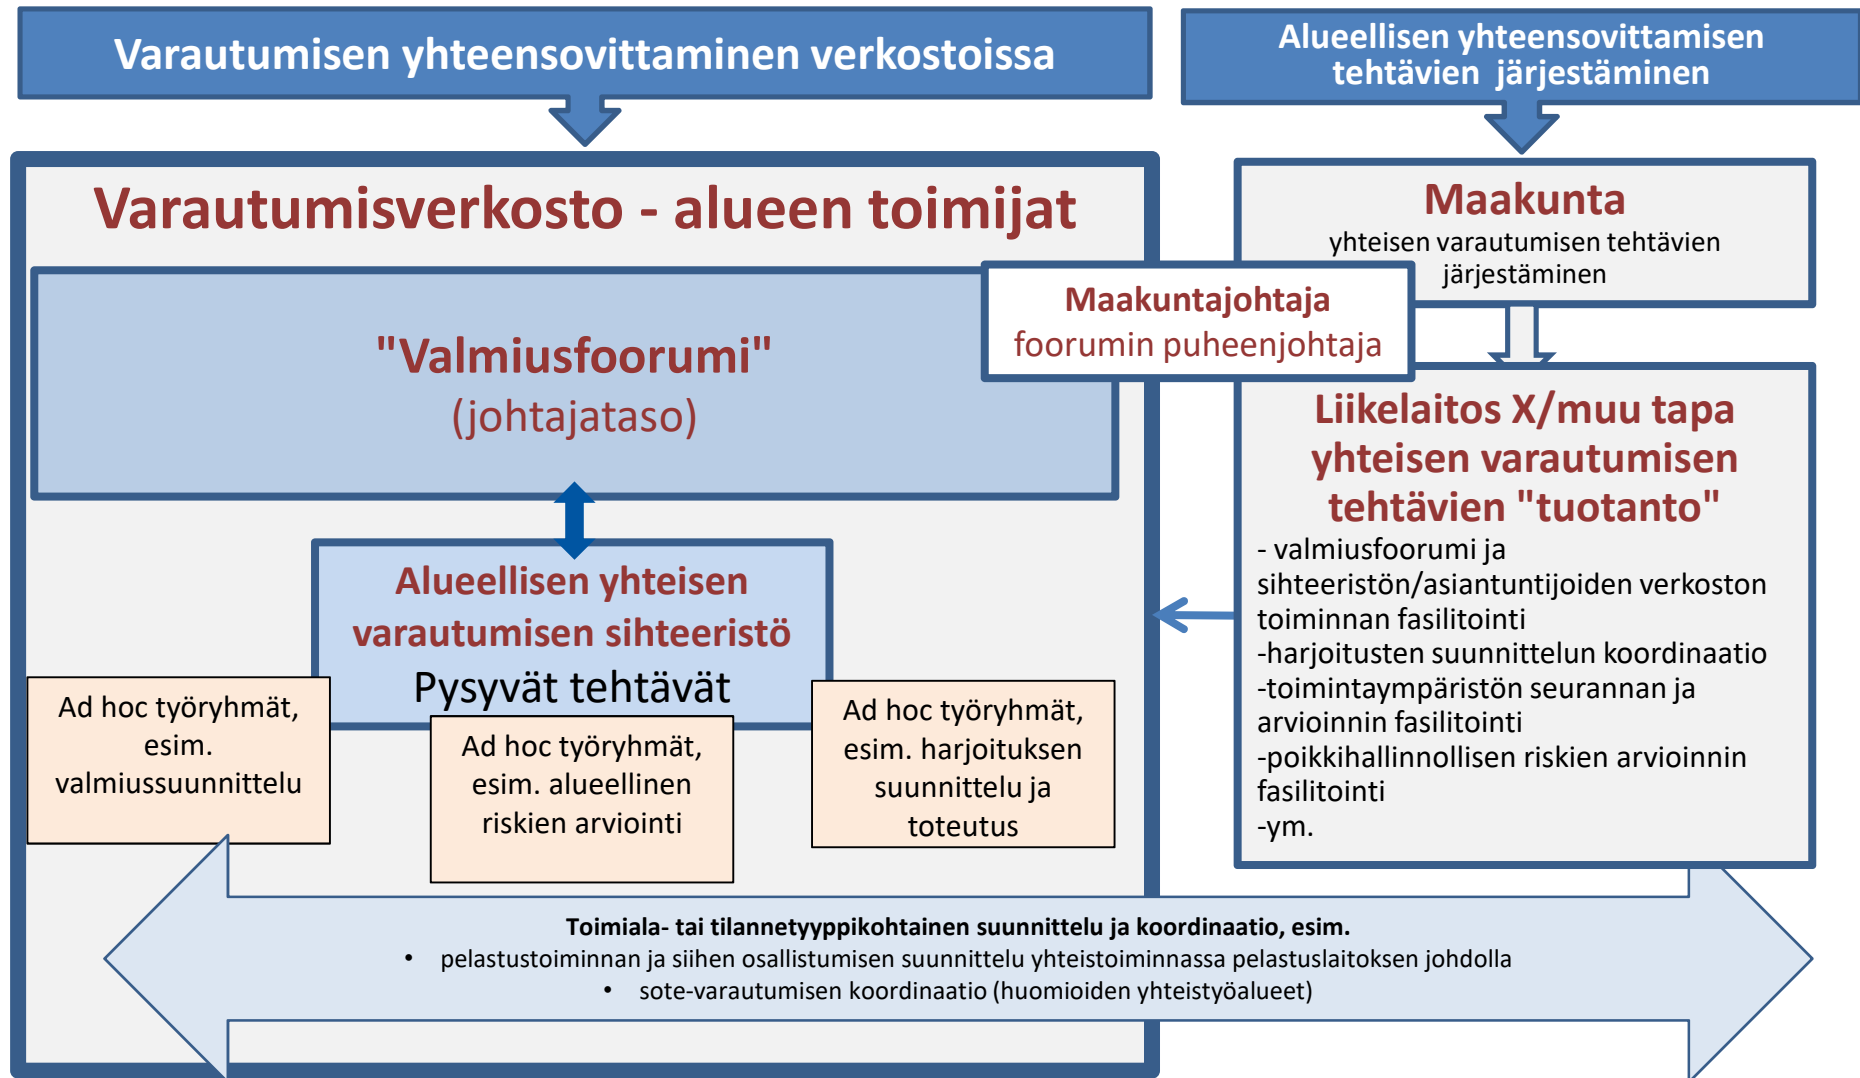 Varautumisen yhteensovittaminen verkostoissa
Alueellisen yhteensovittamisen
tehtävien järjestäminen
Varautumisverkosto - alueen toimijat
"Valmiusfoorumi"
(johtajataso)
Maakuntajohtaja
foorumin puheenjohtaja
Maakunta
yhteisen varautumisen tehtävien
järjestäminen
Alueellisen yhteisen
varautumisen sihteeristö
Pysyvät tehtävät
Ad hoc työryhmät,
esim.
valmiussuunnittelu
Ad hoc työryhmät,
esim. alueellinen
riskien arviointi
Ad hoc työryhmät,
esim. harjoituksen
suunnittelu ja
toteutus
Liikelaitos X/muu tapa
yhteisen varautumisen
tehtävien "tuotanto"
- valmiusfoorumi ja
sihteeristön/asiantuntijoiden verkoston
toiminnan fasilitointi
-harjoitusten suunnittelun koordinaatio
-toimintaympäristön seurannan ja
arvioinnin fasilitointi
-poikkihallinnollisen riskien arvioinnin
fasilitointi
-ym.
Toimiala- tai tilannetyyppikohtainen suunnittelu ja koordinaatio, esim.
• pelastustoiminnan ja siihen osallistumisen suunnittelu yhteistoiminnassa pelastuslaitoksen johdolla
• sote-varautumisen koordinaatio (huomioiden yhteistyöalueet)